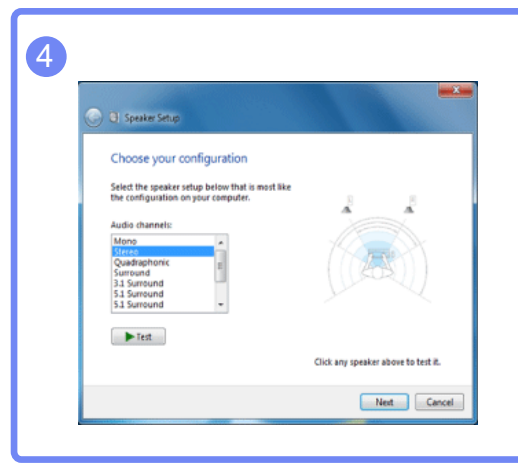 4
Speaker Setup
Choose your configuration
Select the speaker setup below that is most like
the configuration on your computer.
Audio channels:
Mono
Stereo
Quadraphonic
Surround
3.1 Surround
5.1 Surround
5.1 Surround
Test
Click any speaker above to test it.
Next Cancel